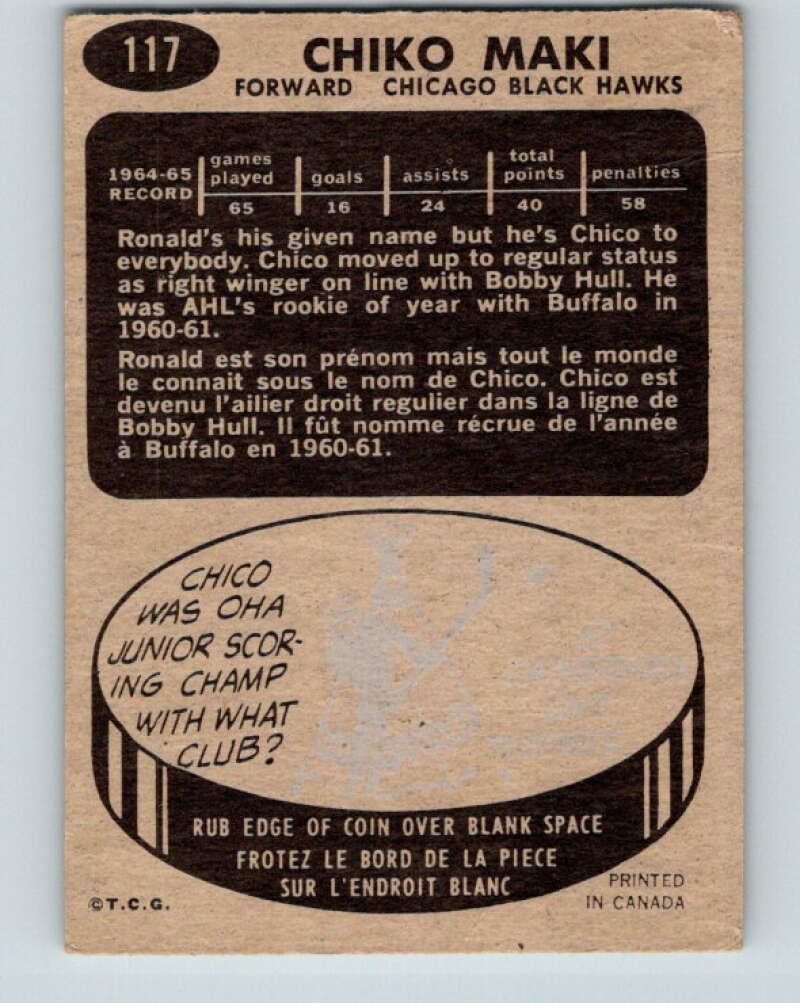 117
CHIKO MAKI
FORWARD CHICAGO BLACK HAWKS
1964-65 RECORD games played goals assists total points penalties
65 16 24 40 58
Ronald's his given name but he's Chico to
everybody. Chico moved up to regular status
as right winger on line with Bobby Hull. He
was AHL's rookie of year with Buffalo in
1960-61.
Ronald est son prénom mais tout le monde
le connait sous le nom de Chico. Chico est
devenu l'ailier droit regulier dans la ligne de
Bobby Hull. Il fût nomme récrue de l'année
à Buffalo en 1960-61.
CHICO
WAS OHA
JUNIOR SCOR-
ING CHAMP
WITH WHAT
CLUB?
RUB EDGE OF COIN OVER BLANK SPACE
FROTEZ LE BORD DE LA PIECE
SUR L'ENDROIT BLANC
©T.C.G.
PRINTED
IN CANADA